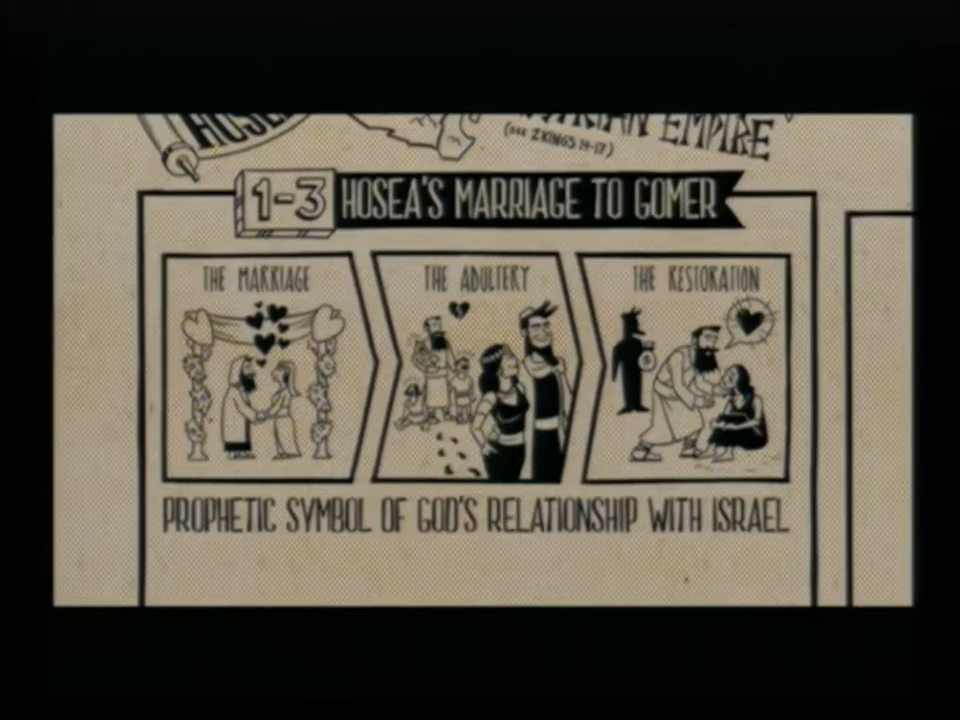 HOSEA
EMPIRE
(SEE 2 KINGS 14-17)
1-3 HOSEA'S MARRIAGE TO GOMER
THE MARRIAGE
THE ADULTERY
THE RESTORATION
$
PROPHETIC SYMBOL OF GOD'S RELATIONSHIP WITH ISRAEL